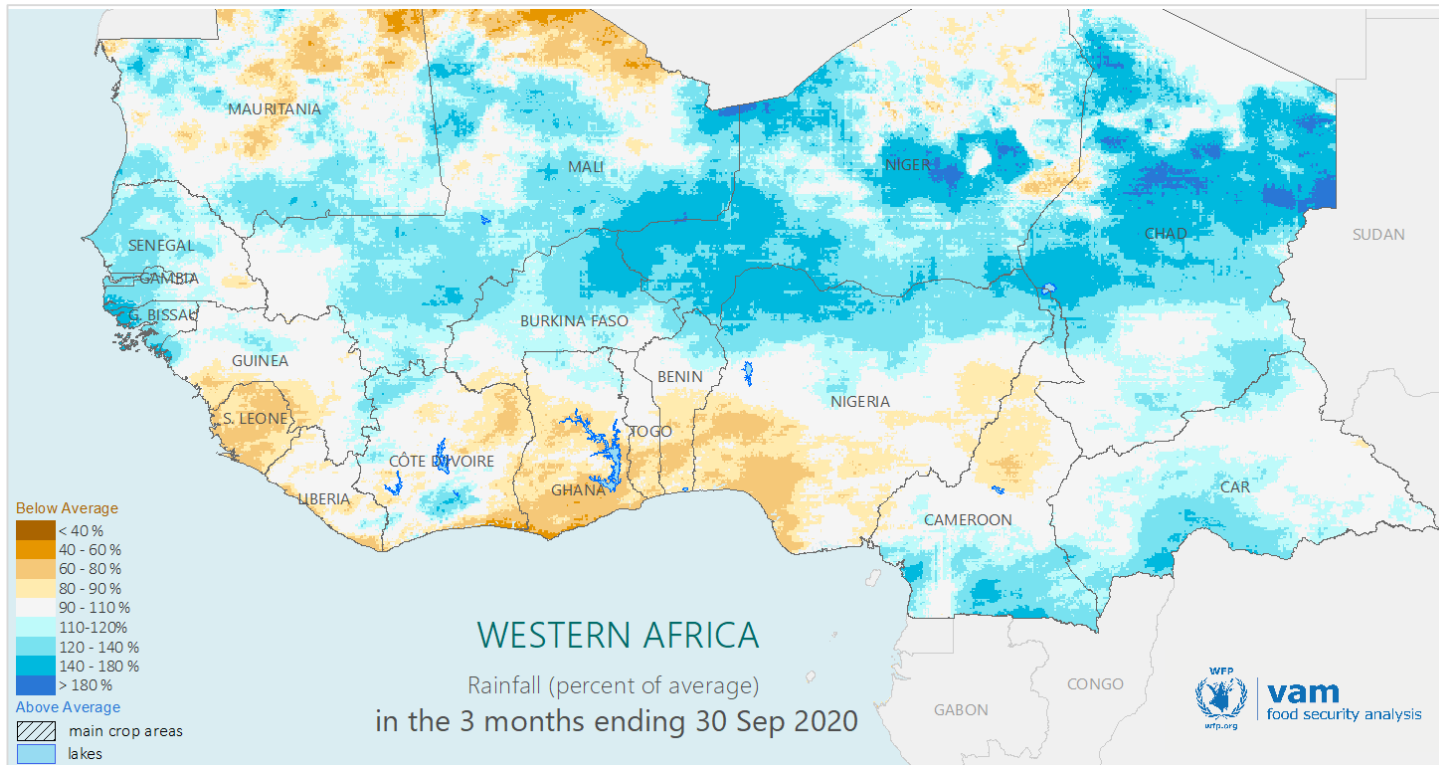 MAURITANIA
MALI
NIGER
CHAD
SUDAN
SENEGAL
GAMBIA
G. BISSAU
BURKINA FASO
GUINEA
BENIN
NIGERIA
S. LEONE
TOGO
CÔTE D'IVOIRE
GHANA
LIBERIA
CAR
CAMEROON
Below Average
< 40 %
40 - 60 %
60 - 80 %
80 - 90 %
90 - 110 %
110-120%
120 - 140 %
140 - 180 %
> 180 %
Above Average
main crop areas
lakes
WESTERN AFRICA
Rainfall (percent of average)
in the 3 months ending 30 Sep 2020
GABON
CONGO
WFP
wfp.org
vam
food security analysis